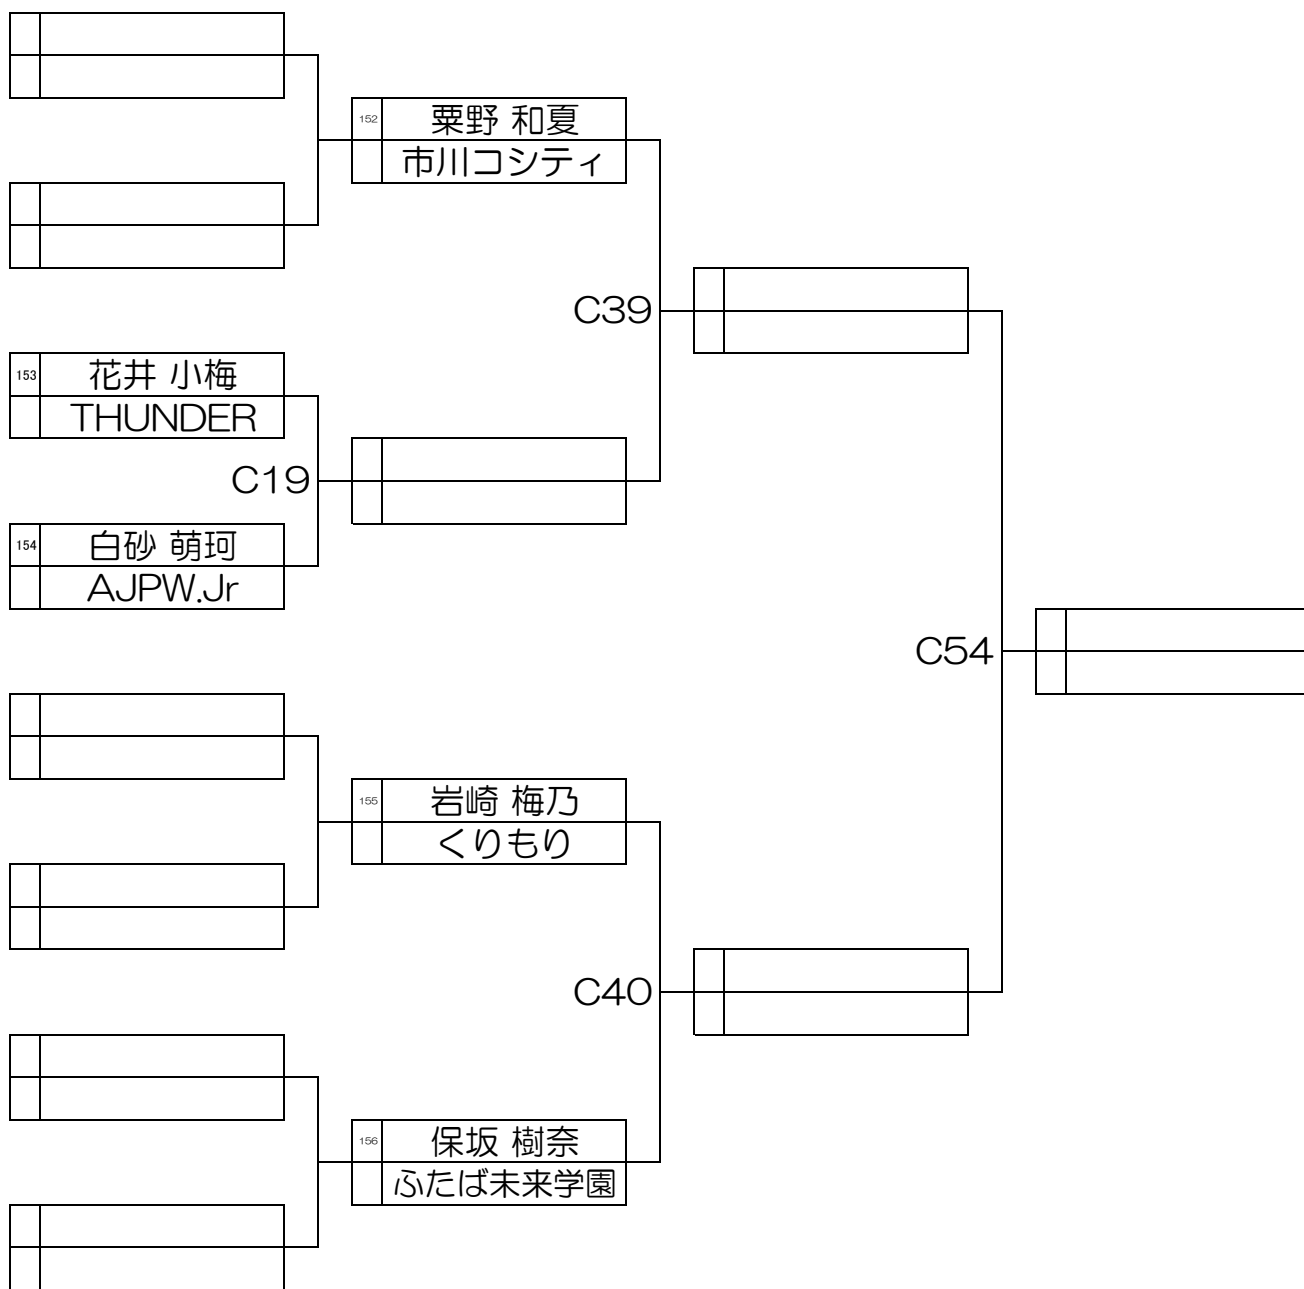 152
粟野 和夏
市川コシティ
C39
153
花井 小梅
THUNDER
C19
154
白砂 萌珂
AJPW.Jr
C54
155
岩崎 梅乃
くりもり
C40
156
保坂 樹奈
ふたば未来学園